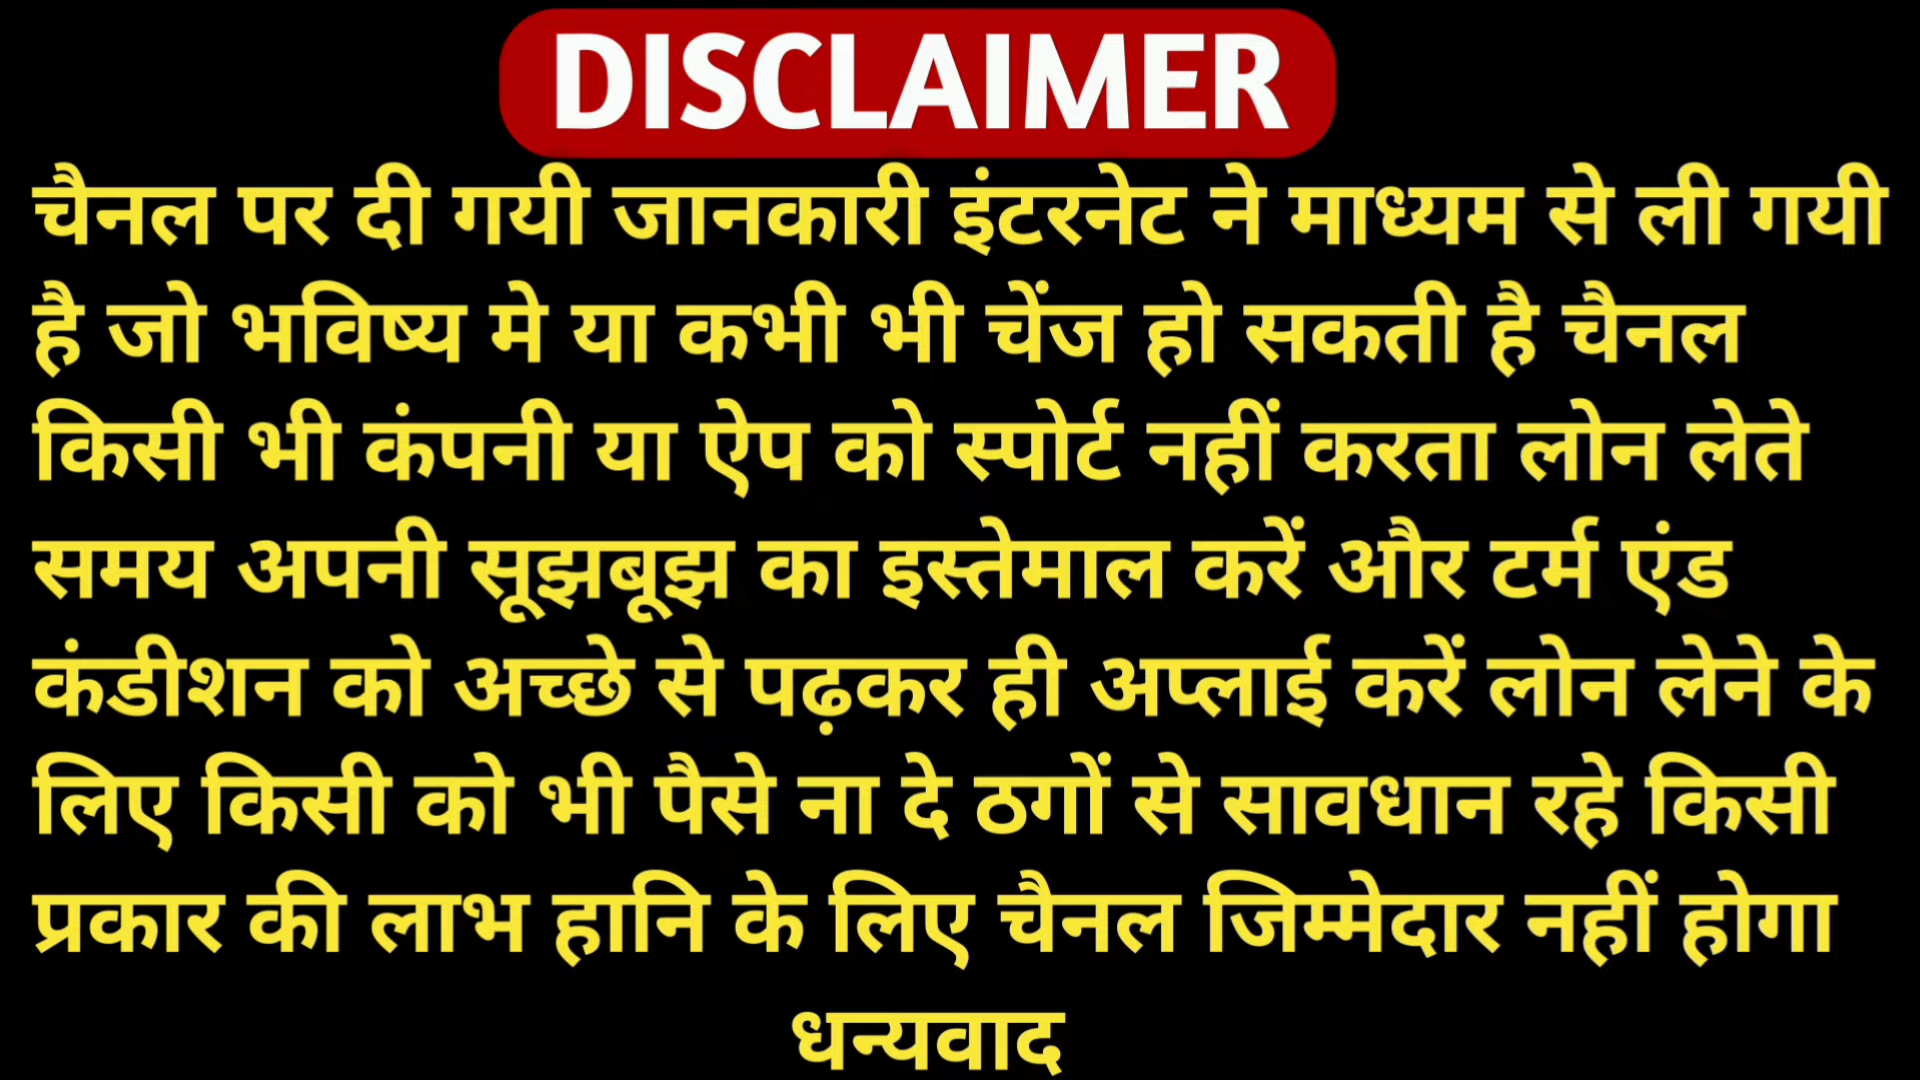 DISCLAIMER
चैनल पर दी गयी जानकारी इंटरनेट ने माध्यम से ली गयी
है जो भविष्य मे या कभी भी चेंज हो सकती है चैनल
किसी भी कंपनी या ऐप को स्पोर्ट नहीं करता लोन लेते
समय अपनी सूझबूझ का इस्तेमाल करें और टर्म एंड
कंडीशन को अच्छे से पढ़कर ही अप्लाई करें लोन लेने के
लिए किसी को भी पैसे ना दे ठगों से सावधान रहे किसी
प्रकार की लाभ हानि के लिए चैनल जिम्मेदार नहीं होगा
धन्यवाद